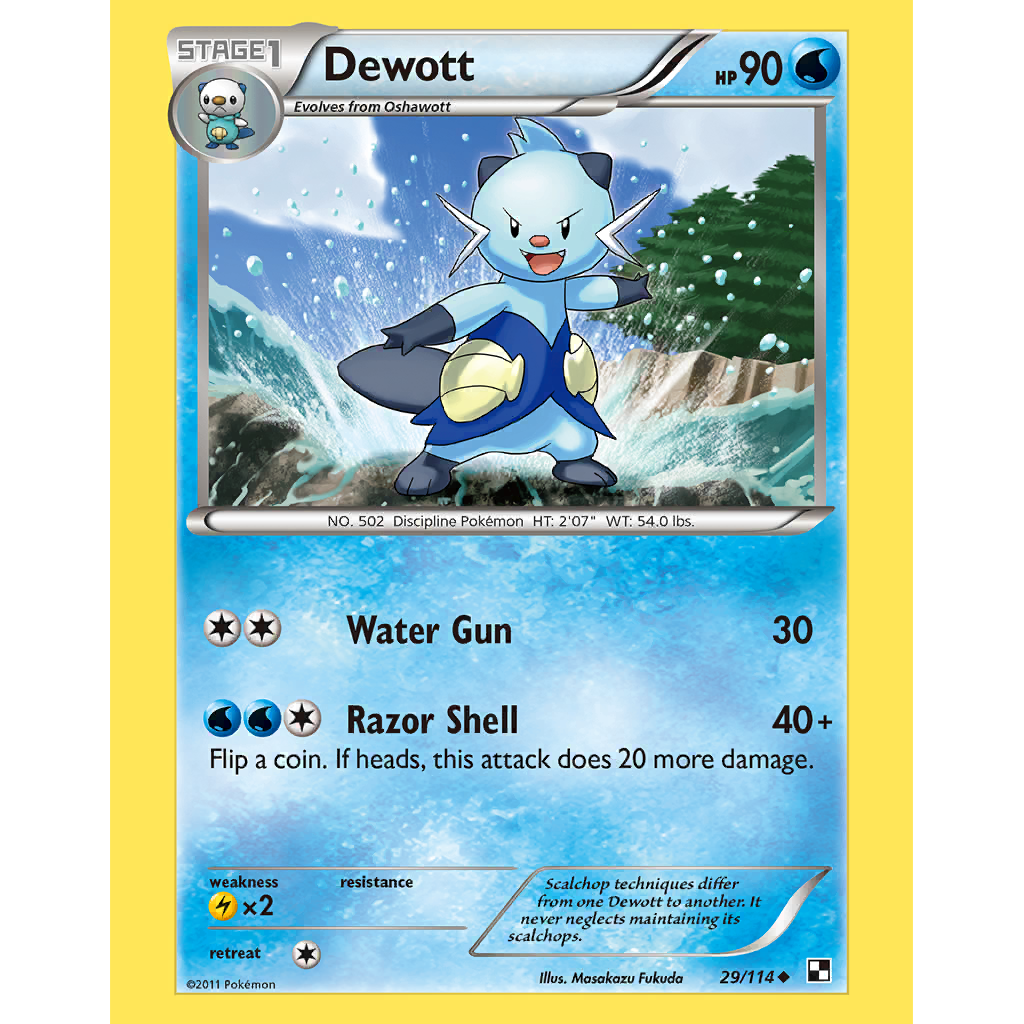 STAGE1
Dewott
HP 90
Evolves from Oshawott
NO. 502 Discipline Pokémon HT: 2'07" WT: 54.0 lbs.
Water Gun 30
Razor Shell 40+
Flip a coin. If heads, this attack does 20 more damage.
weakness resistance
×2
retreat
Scalchop techniques differ
from one Dewott to another. It
never neglects maintaining its
scalchops.
Illus. Masakazu Fukuda 29/114
©2011 Pokémon